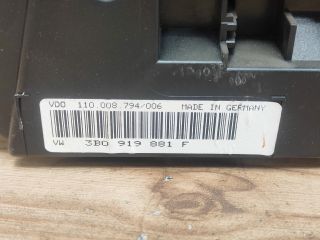 VDO 110.008.794/006 MADE IN GERMANY
VW 3B0 919 881 F